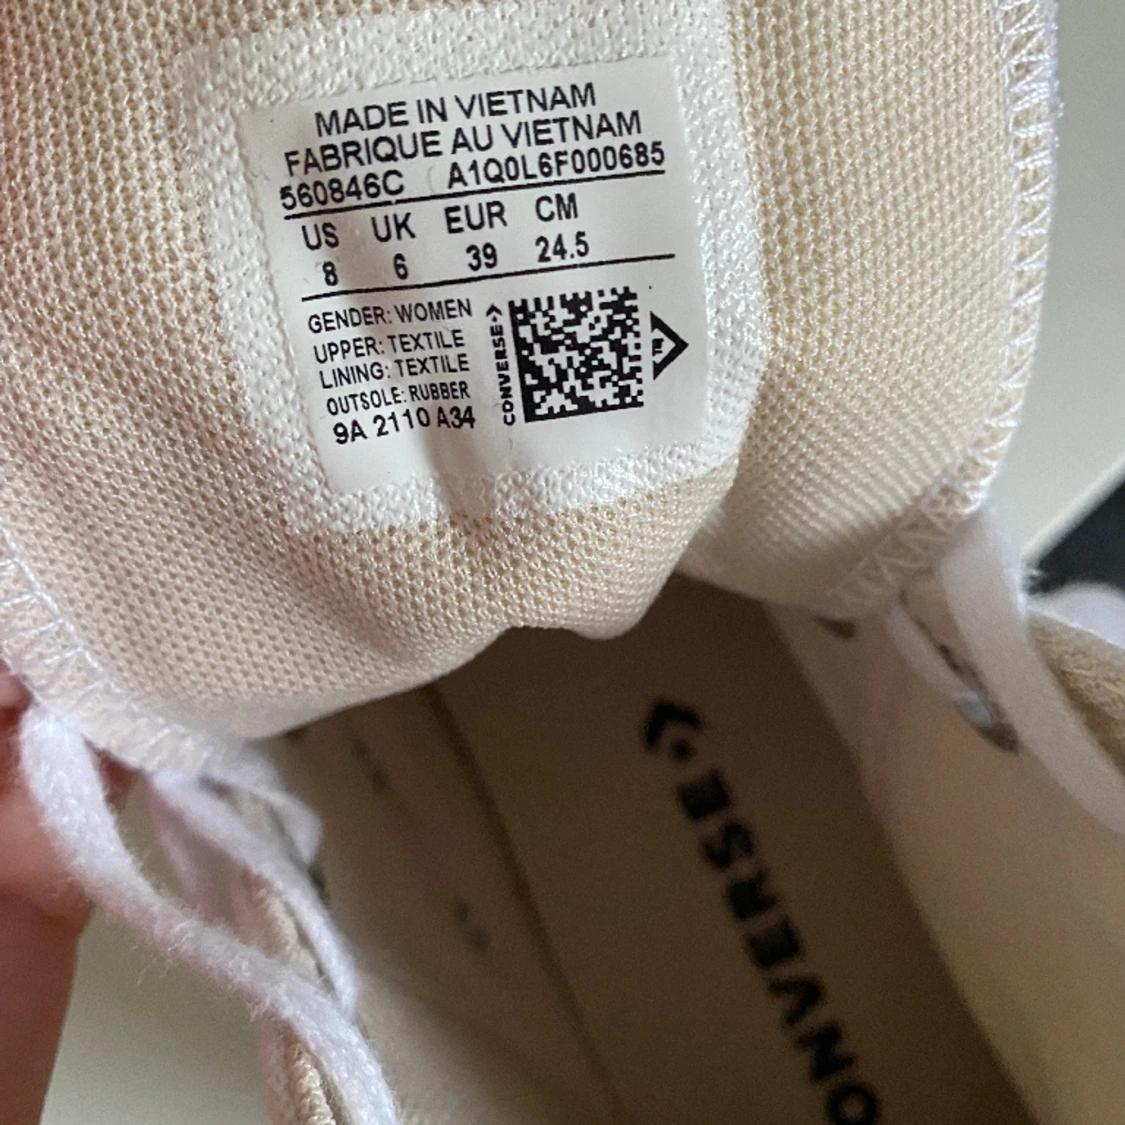 MADE IN VIETNAM
FABRIQUE AU VIETNAM
560846C A1Q0L6F000685
US UK EUR CM
8 6 39 24.5
GENDER: WOMEN
UPPER: TEXTILE
LINING: TEXTILE
OUTSOLE: RUBBER
9A 2110 A34
CONVERSE
ONVERSE